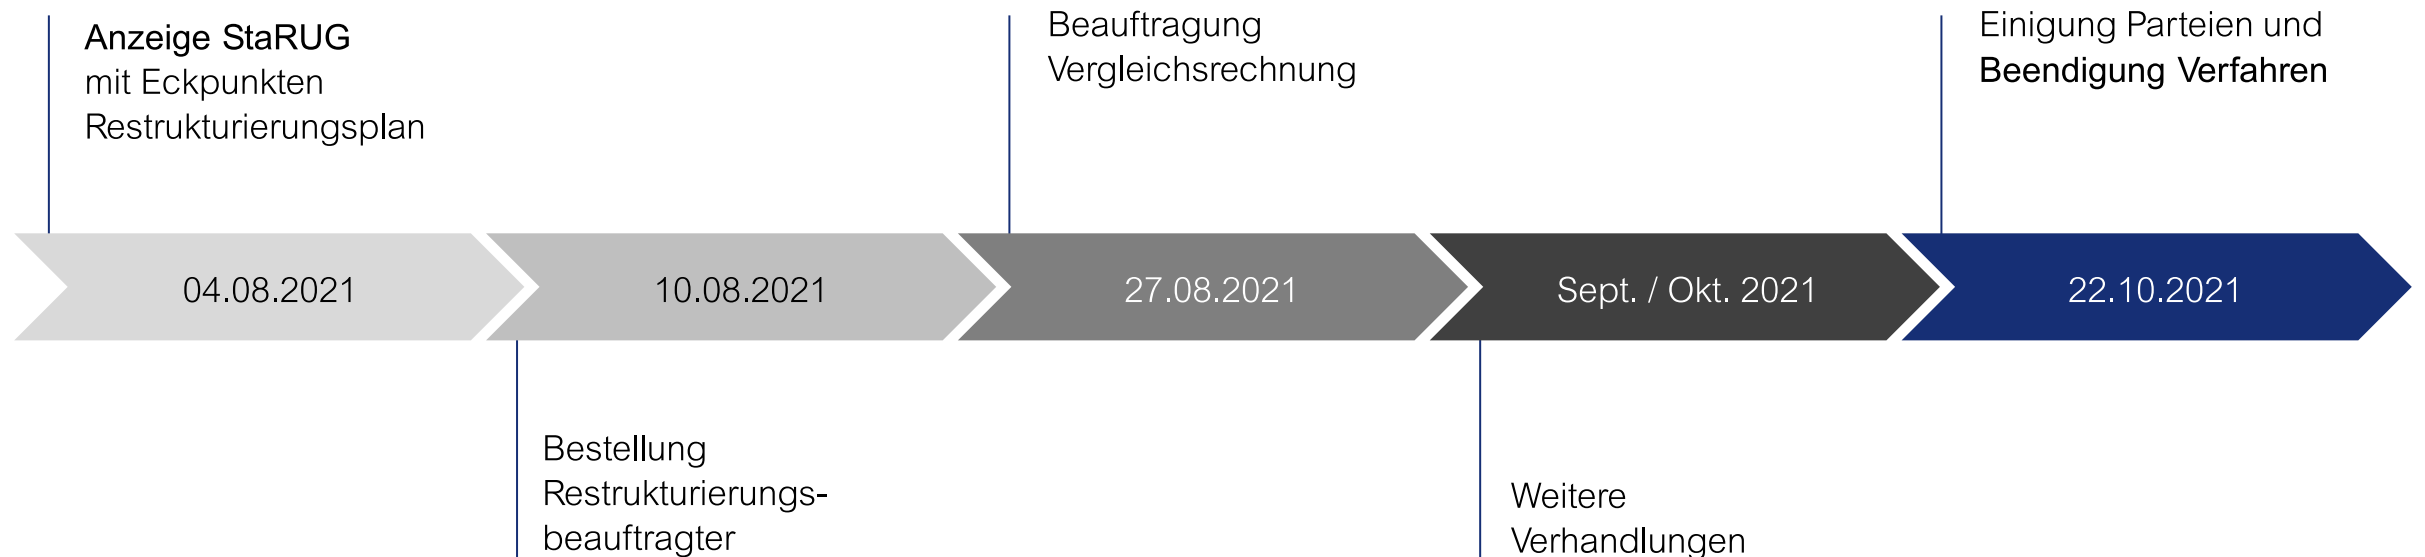 Anzeige StaRUG
mit Eckpunkten
Restrukturierungsplan
Beauftragung
Vergleichsrechnung
Einigung Parteien und
Beendigung Verfahren
04.08.2021
10.08.2021
27.08.2021
Sept. / Okt. 2021
22.10.2021
Bestellung
Restrukturierungs-
beauftragter
Weitere
Verhandlungen